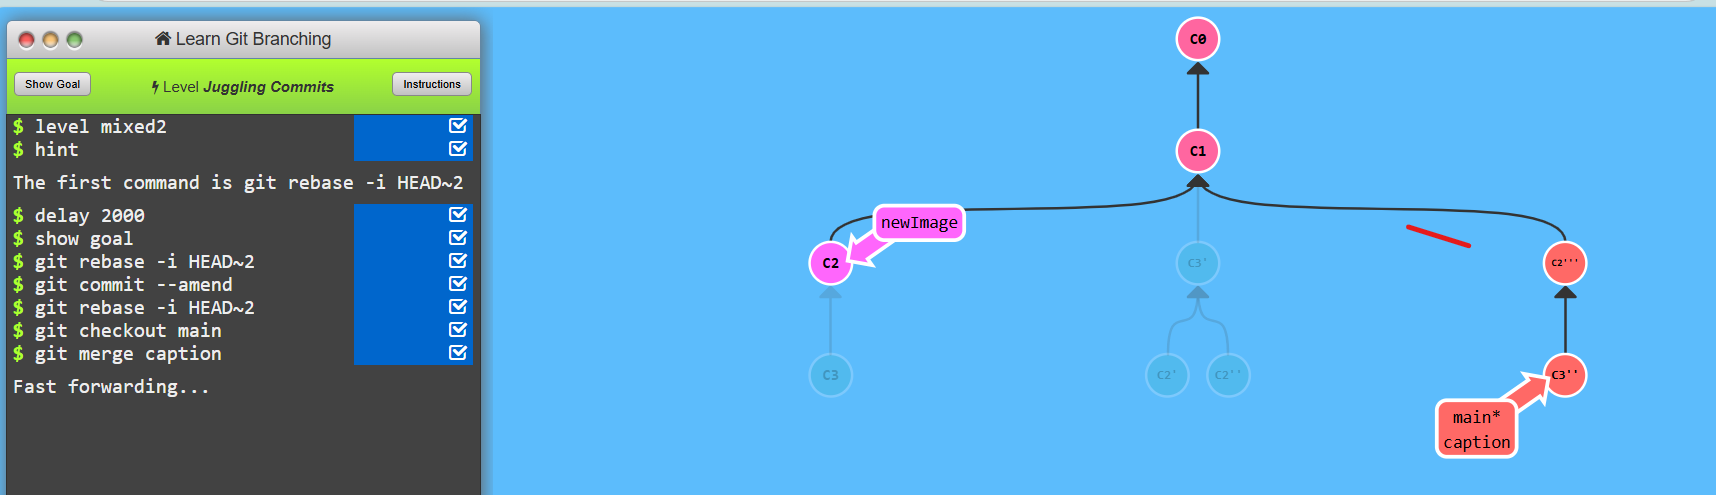 Learn Git Branching
Show Goal
Level Juggling Commits
Instructions
$ level mixed2
$ hint
The first command is git rebase -i HEAD~2
$ delay 2000
$ show goal
$ git rebase -i HEAD~2
$ git commit --amend
$ git rebase -i HEAD~2
$ git checkout main
$ git merge caption
Fast forwarding...
C0
C1
newImage
C2
C3'
C2'''
C3
C2'
C2''
C3''
main*
caption